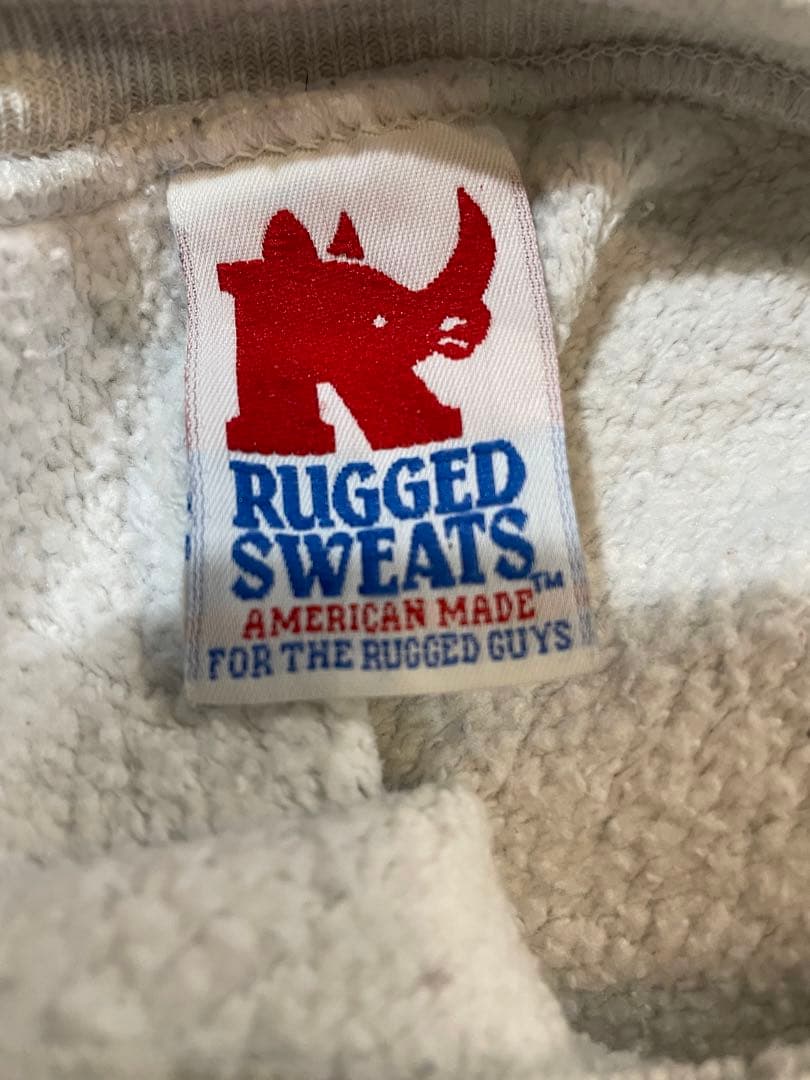 RUGGED
SWEATS™
AMERICAN MADE
FOR THE RUGGED GUYS